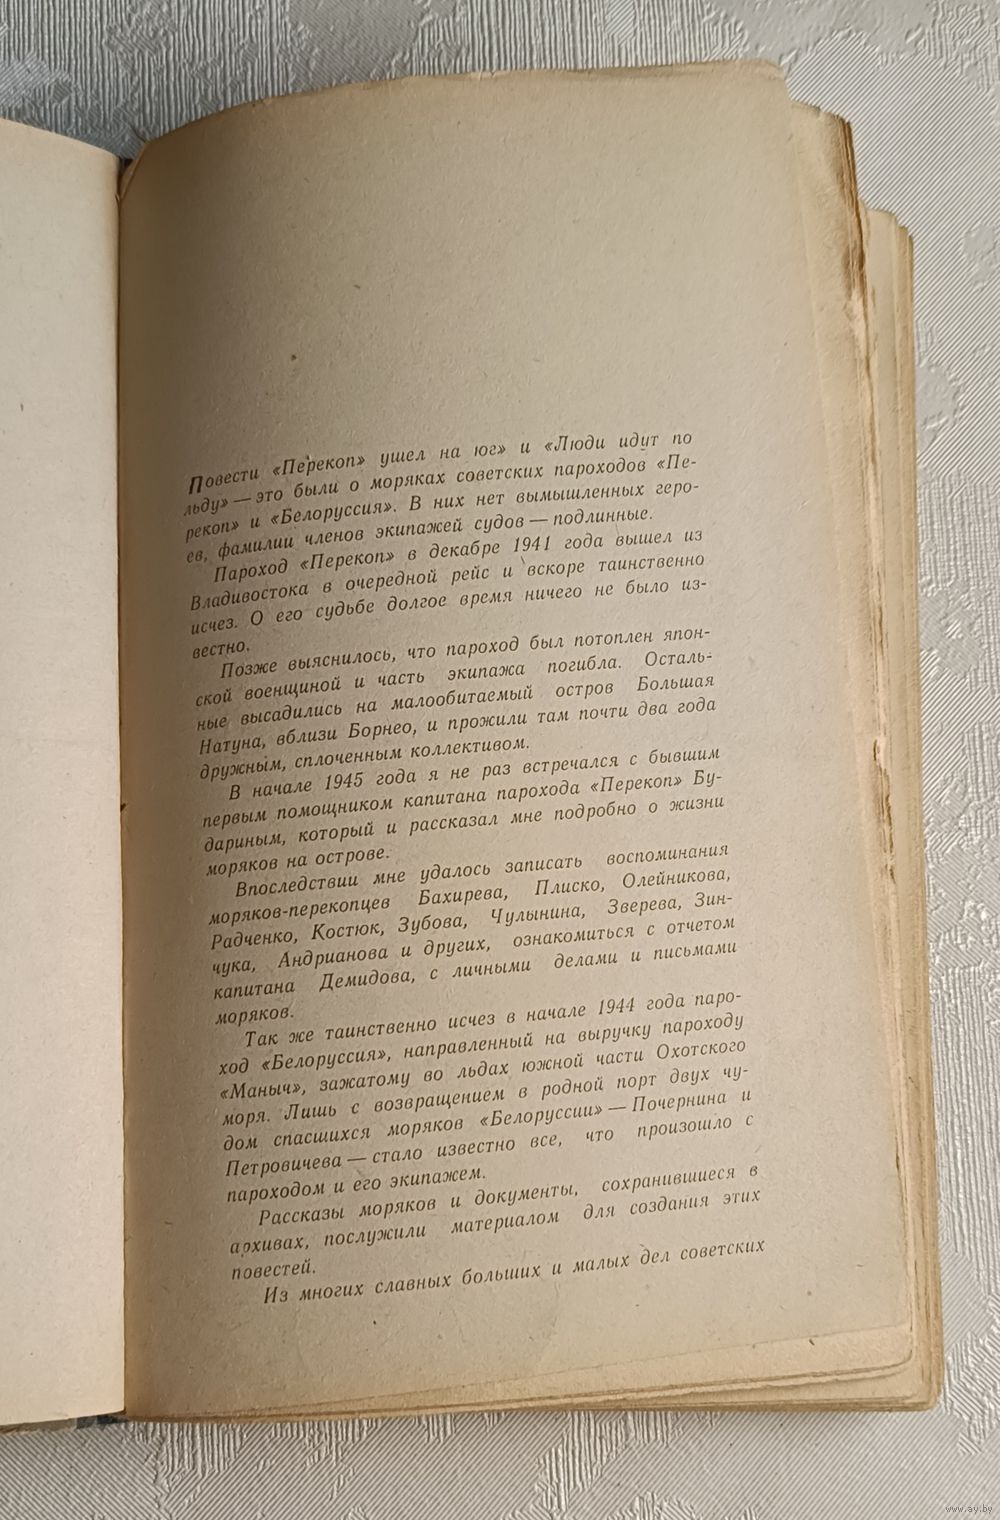 Повести «Перекоп» ушел на юг» и «Люди идут по
льду» — это были о моряках советских пароходов «Пе-
рекоп» и «Белоруссия». В них нет вымышленных геро-
ев, фамилии членов экипажей судов — подлинные.
Пароход «Перекоп» в декабре 1941 года вышел из
Владивостока в очередной рейс и вскоре таинственно
исчез. О его судьбе долгое время ничего не было из-
вестно.
Позже выяснилось, что пароход был потоплен япон-
ской военщиной и часть экипажа погибла. Осталь-
ные высадились на малообитаемый остров Большая
Натуна, вблизи Борнео, и прожили там почти два года
дружным, сплоченным коллективом.
В начале 1945 года я не раз встречался с бывшим
первым помощником капитана парохода «Перекоп» Бу-
дариным, который и рассказал мне подробно о жизни
моряков на острове.
Впоследствии мне удалось записать воспоминания
моряков-перекопцев Бахирева, Плиско, Олейникова,
Радченко, Костюк, Зубова, Чулынина, Зверева, Зин-
чука, Андрианова и других, ознакомиться с отчетом
капитана Демидова, с личными делами и письмами
моряков.
Так же таинственно исчез в начале 1944 года паро-
ход «Белоруссия», направленный на выручку пароходу
«Маныч», зажатому во льдах южной части Охотского
моря. Лишь с возвращением в родной порт двух чу-
дом спасшихся моряков «Белоруссии» — Почернина и
Петровичева — стало известно все, что произошло с
пароходом и его экипажем.
Рассказы моряков и документы, сохранившиеся в
архивах, послужили материалом для создания этих
повестей.
Из многих славных больших и малых дел советских
www.ay.by